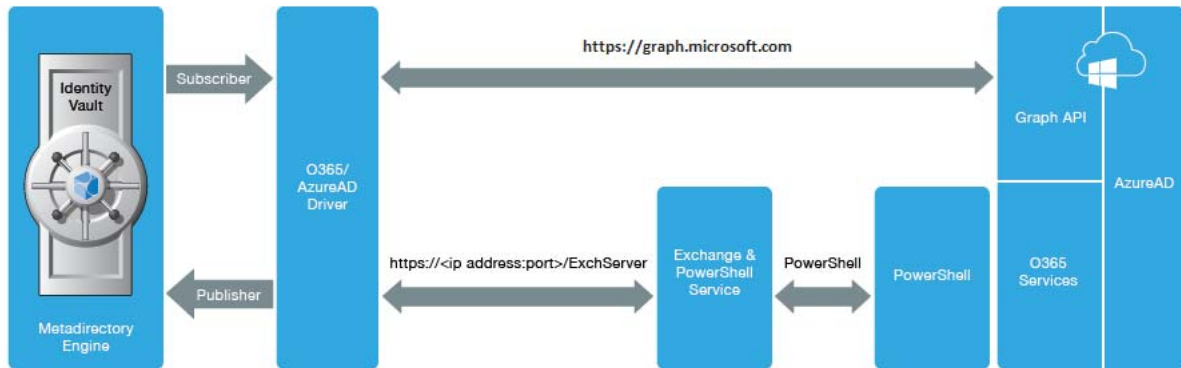 Identity
Vault
Metadirectory
Engine
Subscriber
Publisher
O365/
AzureAD
Driver
https://graph.microsoft.com
https://<ip address:port>/ExchServer
Exchange &
PowerShell
Service
PowerShell
PowerShell
Graph API
O365
Services
AzureAD